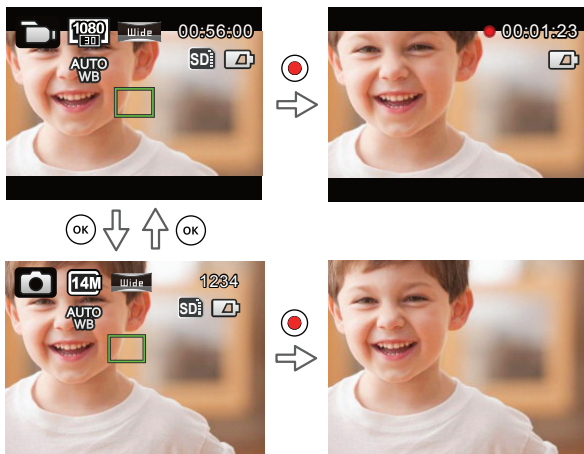 1080
30
Wide
00:56:00
AUTO
WB
SD
00:01:23
OK
OK
14M
Wide
1234
AUTO
WB
SD